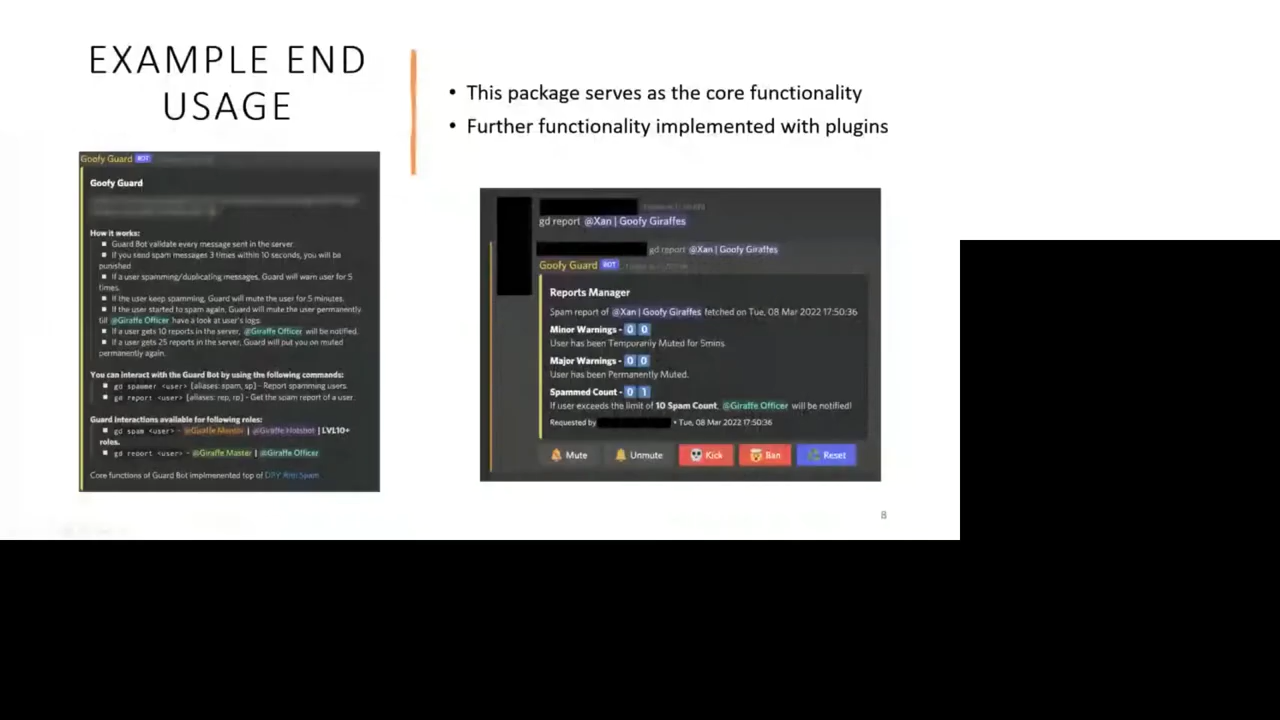 EXAMPLE END
USAGE
• This package serves as the core functionality
• Further functionality implemented with plugins
Goofy Guard BOT
Goofy Guard
How it works:
■ Guard Bot validate every message sent in the server.
■ If you send spam messages 3 times within 10 seconds, you will be
punished
■ If a user spamming/duplicating messages, Guard will warn user for 5
times.
■ If the user keep spamming, Guard will mute the user for 5 minutes.
■ If the user started to spam again, Guard will mute the user permanently
till @Giraffe Officer have a look at user's logs
■ If a user gets 10 reports in the server, @Giraffe Officer will be notified.
■ If a user gets 25 reports in the server, Guard will put you on muted
permanently again.
You can interact with the Guard Bot by using the following commands:
■ gd spammer <user> [aliases: spam, sp] - Report spamming users.
■ gd report <user> [aliases: rep, rp] - Get the spam report of a user.
Guard Interactions available for following roles:
■ gd spam <user> - @Giraffe | @Giraffe | LVL10+
roles.
■ gd report <user> - @Giraffe Master | @Giraffe Officer
Core functions of Guard Bot implmenented top of DPY Anti Spam
gd report @Xan | Goofy Giraffes
gd report @Xan | Goofy Giraffes
Goofy Guard BOT
Reports Manager
Spam report of @Xan | Goofy Giraffes fetched on Tue, 08 Mar 2022 17:50:36
Minor Warnings - 0 0
User has been Temporarily Muted for 5mins
Major Warnings - 0 0
User has been Permanently Muted.
Spammed Count - 0 1
If user exceeds the limit of 10 Spam Count, @Giraffe Officer will be notified!
Requested by • Tue, 08 Mar 2022 17:50:36
Mute Unmute Kick Ban Reset
8